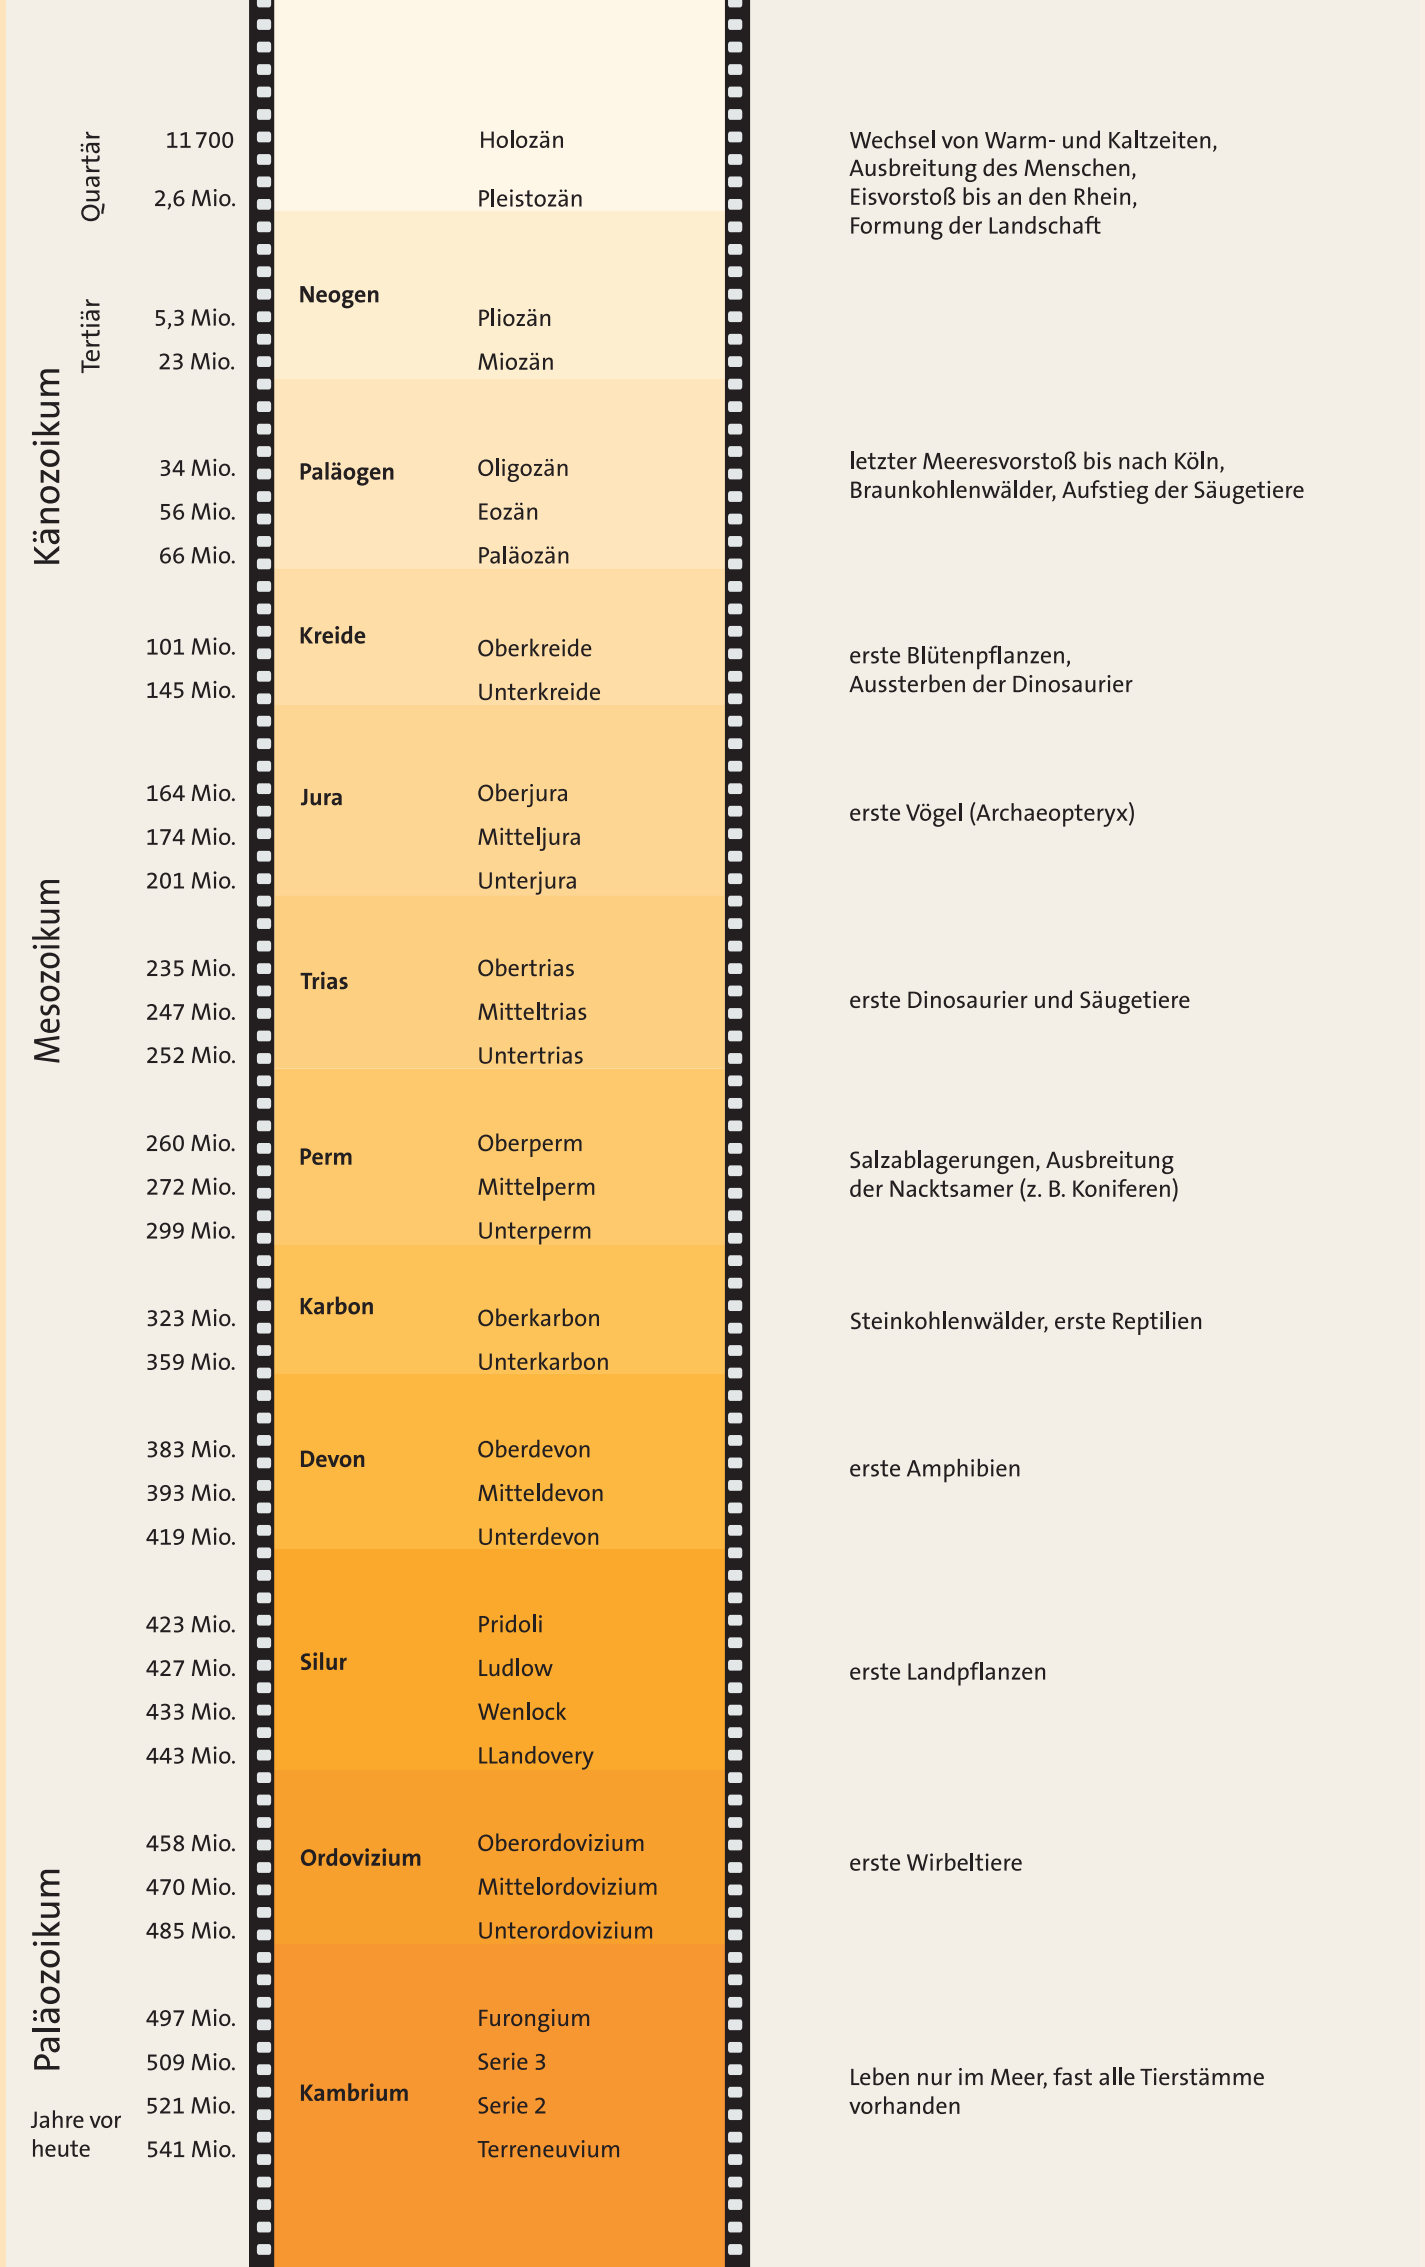 Quartär
11 700 Holozän
Wechsel von Warm- und Kaltzeiten,
Ausbreitung des Menschen,
2,6 Mio. Pleistozän
Eisvorstoß bis an den Rhein,
Formung der Landschaft
Tertiär
Neogen
5,3 Mio. Pliozän
23 Mio. Miozän
Känozoikum
Paläogen
34 Mio. Oligozän
letzter Meeresvorstoß bis nach Köln,
Braunkohlenwälder, Aufstieg der Säugetiere
56 Mio. Eozän
66 Mio. Paläozän
Kreide
101 Mio. Oberkreide
erste Blütenpflanzen,
Aussterben der Dinosaurier
145 Mio. Unterkreide
Mesozoikum
Jura
164 Mio. Oberjura
erste Vögel (Archaeopteryx)
174 Mio. Mitteljura
201 Mio. Unterjura
Trias
235 Mio. Obertrias
erste Dinosaurier und Säugetiere
247 Mio. Mitteltrias
252 Mio. Untertrias
Perm
260 Mio. Oberperm
Salzablagerungen, Ausbreitung
der Nacktsamer (z. B. Koniferen)
272 Mio. Mittelperm
299 Mio. Unterperm
Karbon
323 Mio. Oberkarbon
Steinkohlenwälder, erste Reptilien
359 Mio. Unterkarbon
Devon
383 Mio. Oberdevon
erste Amphibien
393 Mio. Mitteldevon
419 Mio. Unterdevon
Silur
423 Mio. Pridoli
427 Mio. Ludlow
erste Landpflanzen
433 Mio. Wenlock
443 Mio. LLandovery
Paläozoikum
Ordovizium
458 Mio. Oberordovizium
erste Wirbeltiere
470 Mio. Mittelordovizium
485 Mio. Unterordovizium
Kambrium
497 Mio. Furongium
509 Mio. Serie 3
Leben nur im Meer, fast alle Tierstämme
vorhanden
521 Mio. Serie 2
541 Mio. Terreneuvium
Jahre vor
heute